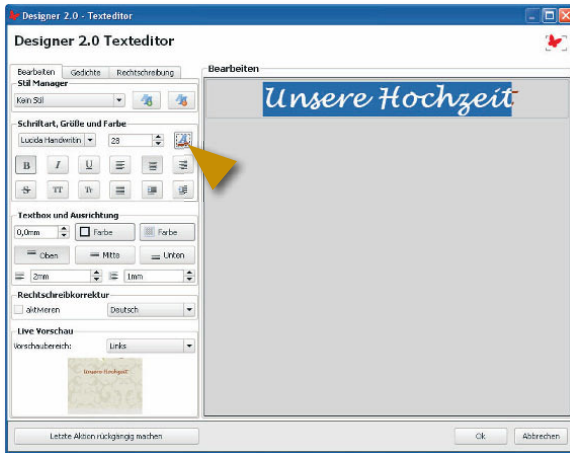 Designer 2.0 - Texteditor
Designer 2.0 Texteditor
Bearbeiten Gedichte Rechtschreibung
Stil Manager
Kein Stil
Schriftart, Größe und Farbe
Lucida Handwritin 28
B I U
S TT Tr
Textbox und Ausrichtung
0,0mm Farbe Farbe
Oben Mitte Unten
2mm 1mm
Rechtschreibkorrektur
aktivieren Deutsch
Live Vorschau
Vorschaubereich: Links
Unsere Hochzeit
Letzte Aktion rückgängig machen
Bearbeiten
Unsere Hochzeit
Ok Abbrechen